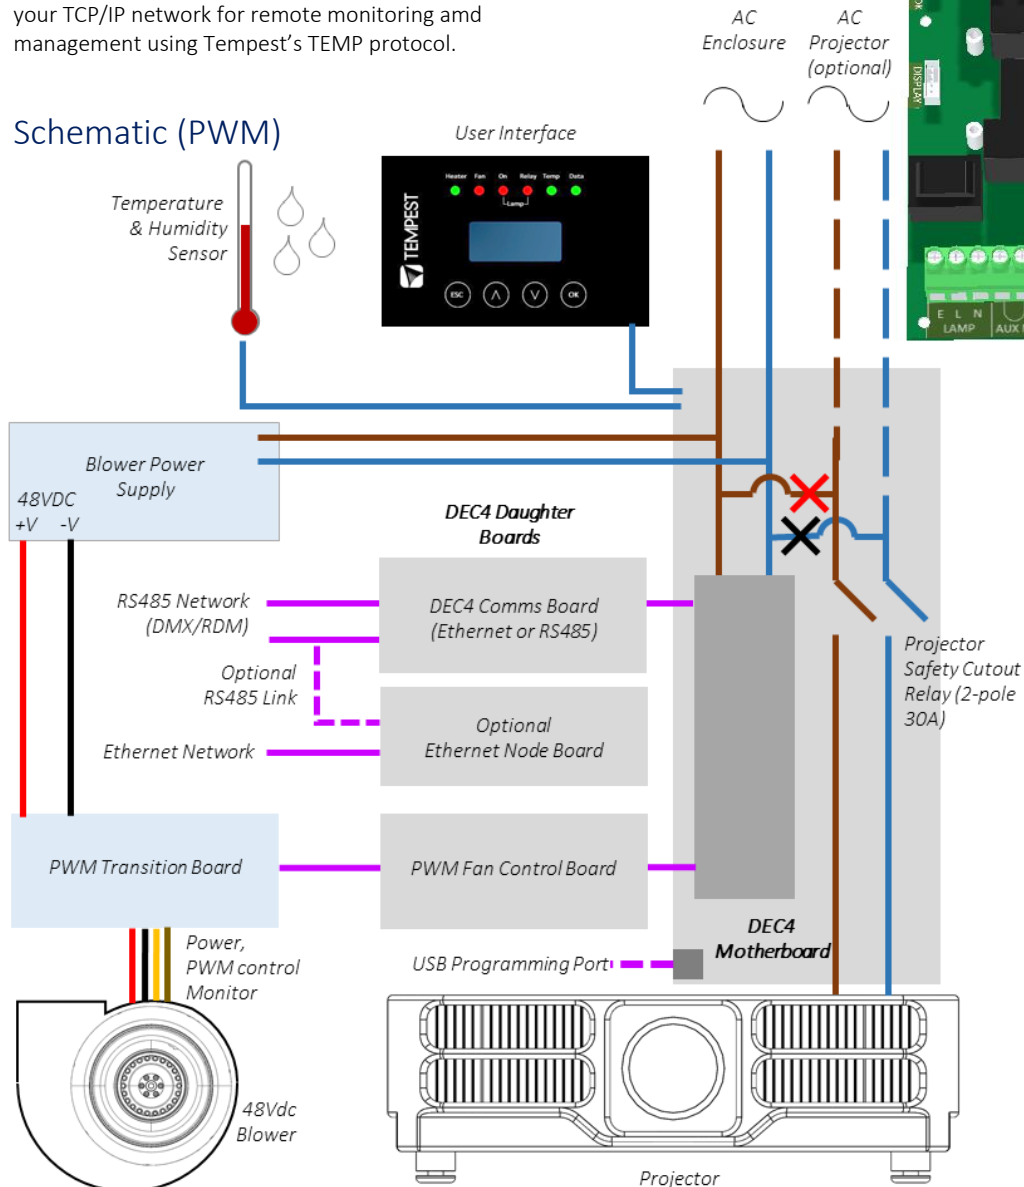 your TCP/IP network for remote monitoring amd
management using Tempest's TEMP protocol.
Schematic (PWM)
User Interface
AC
Enclosure
AC
Projector
(optional)
DISPLAY
Temperature
& Humidity
Sensor
Heater Fan On Relay Temp Data
Lamp
TEMPEST
ESC
OK
E L N
LAMP
AUX
Blower Power
Supply
48VDC
+V -V
DEC4 Daughter
Boards
RS485 Network
(DMX/RDM)
DEC4 Comms Board
(Ethernet or RS485)
Optional
RS485 Link
Optional
Ethernet Node Board
Ethernet Network
Projector
Safety Cutout
Relay (2-pole
30A)
PWM Transition Board
PWM Fan Control Board
DEC4
Motherboard
Power,
PWM control
Monitor
USB Programming Port
48Vdc
Blower
Projector